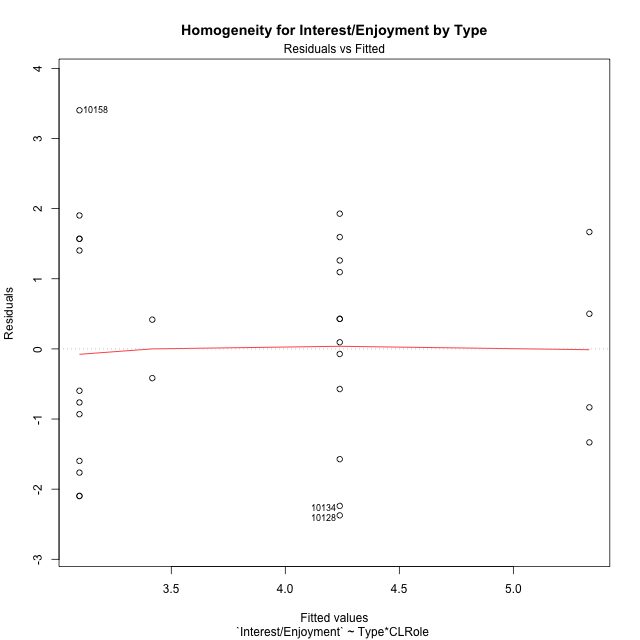 Homogeneity for Interest/Enjoyment by Type
Residuals vs Fitted
4
3
2
1
0
-1
-2
-3
Residuals
10158
10134
10128
3.5 4.0 4.5 5.0
Fitted values
`Interest/Enjoyment` ~ Type*CLRole